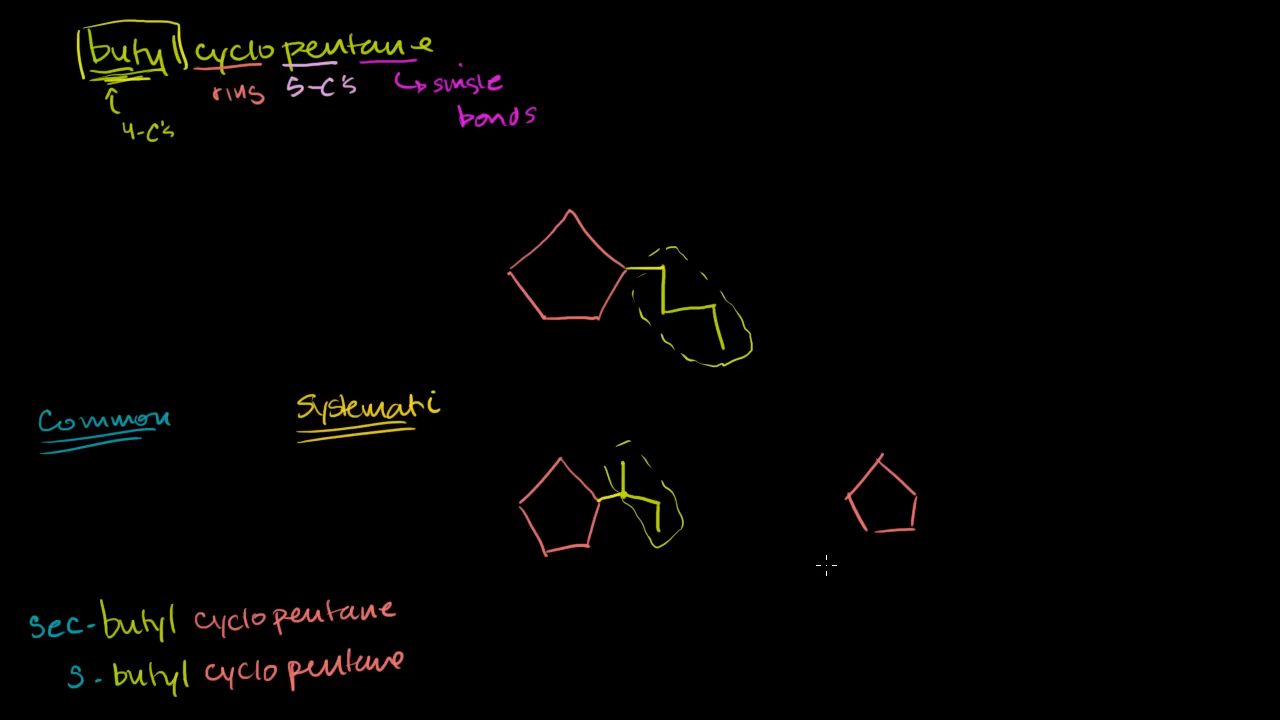 butyl cyclopentane
ring 5-C's ↳ single
4-C's bonds
Common Systemati
sec-butyl cyclopentane
s-butyl cyclopentane